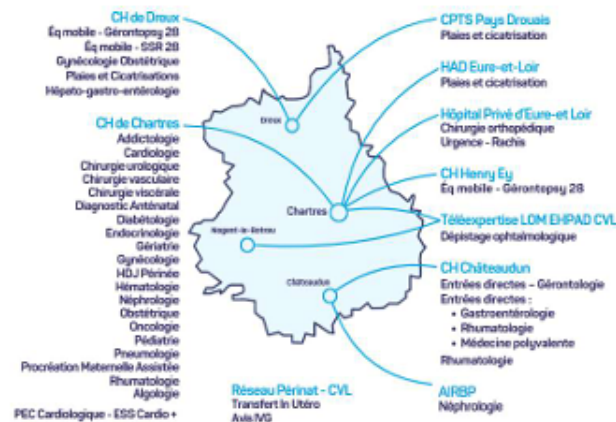 CH de Droux
Éq mobile - Gérontopsy 28
Éq mobile - SSR 28
Gynécologie Obstétrique
Plaies et Cicatrisations
Hépato-gastro-entérologie
CH de Chartres
Addictologie
Cardiologie
Chirurgie urologique
Chirurgie vasculaire
Chirurgie viscérale
Diagnostic Anténatal
Diabétologie
Endocrinologie
Gériatrie
Gynécologie
HDJ Périnée
Hématologie
Néphrologie
Obstétrique
Oncologie
Pédiatrie
Pneumologie
Procréation Maternelle Assistée
Rhumatologie
Algologie
PEC Cardiologique - ESS Cardio +
Droux
Chartres
Nogent-le-Rotrou
Châteaudun
Réseau Périnat - CVL
Transfert In Utéro
Avis IVG
CPTS Pays Drouais
Plaies et cicatrisation
HAD Eure-et-Loir
Plaies et cicatrisation
Hôpital Privé d'Eure-et Loir
Chirurgie orthopédique
Urgence - Rachis
CH Henry Ey
Éq mobile - Gérontopsy 28
Téléexpertise LOM EHPAD CVL
Dépistage ophtalmologique
CH Châteaudun
Entrées directes – Gérontologie
Entrées directes :
• Gastroentérologie
• Rhumatologie
• Médecine polyvalente
Rhumatologie
AIRBP
Néphrologie